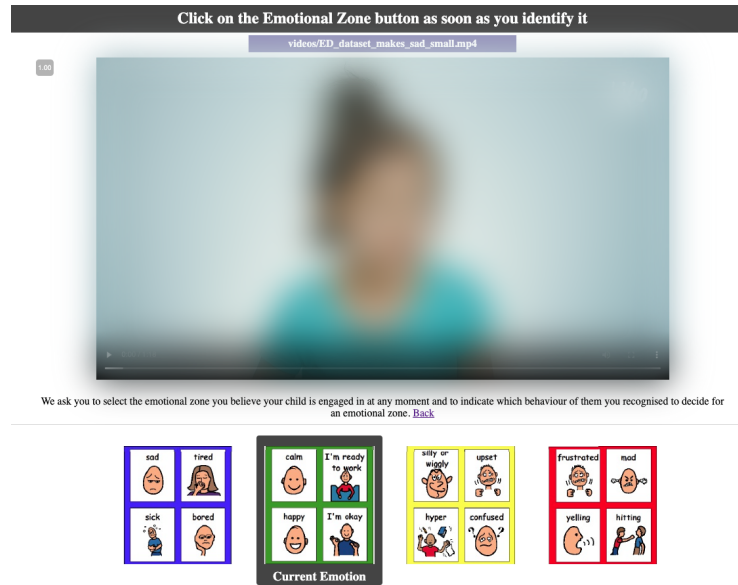 Click on the Emotional Zone button as soon as you identify it
videos/ED_dataset_makes_sad_small.mp4
1.00
We ask you to select the emotional zone you believe your child is engaged in at any moment and to indicate which behaviour of them you recognised to decide for
an emotional zone. Back
sad tired
sick bored
calm I'm ready
to work
happy I'm okay
silly or
wiggly
upset
hyper confused
frustrated mad
yelling hitting
Current Emotion